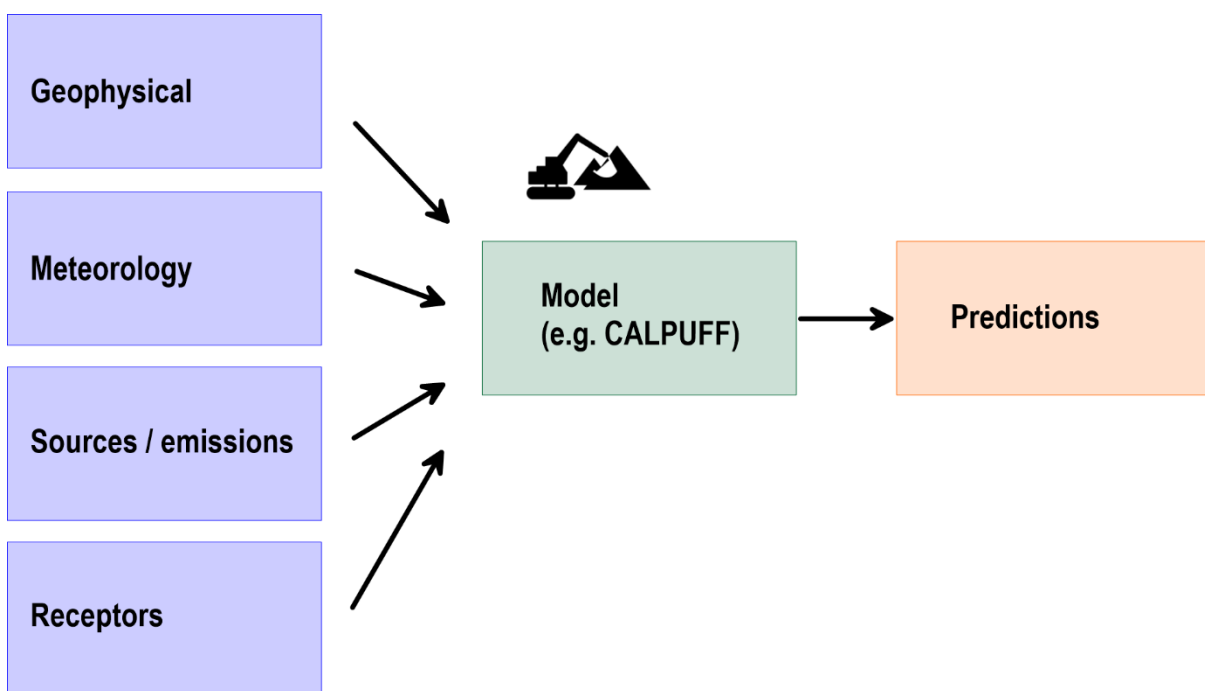 Geophysical
Meteorology
Sources / emissions
Receptors
Model
(e.g. CALPUFF)
Predictions